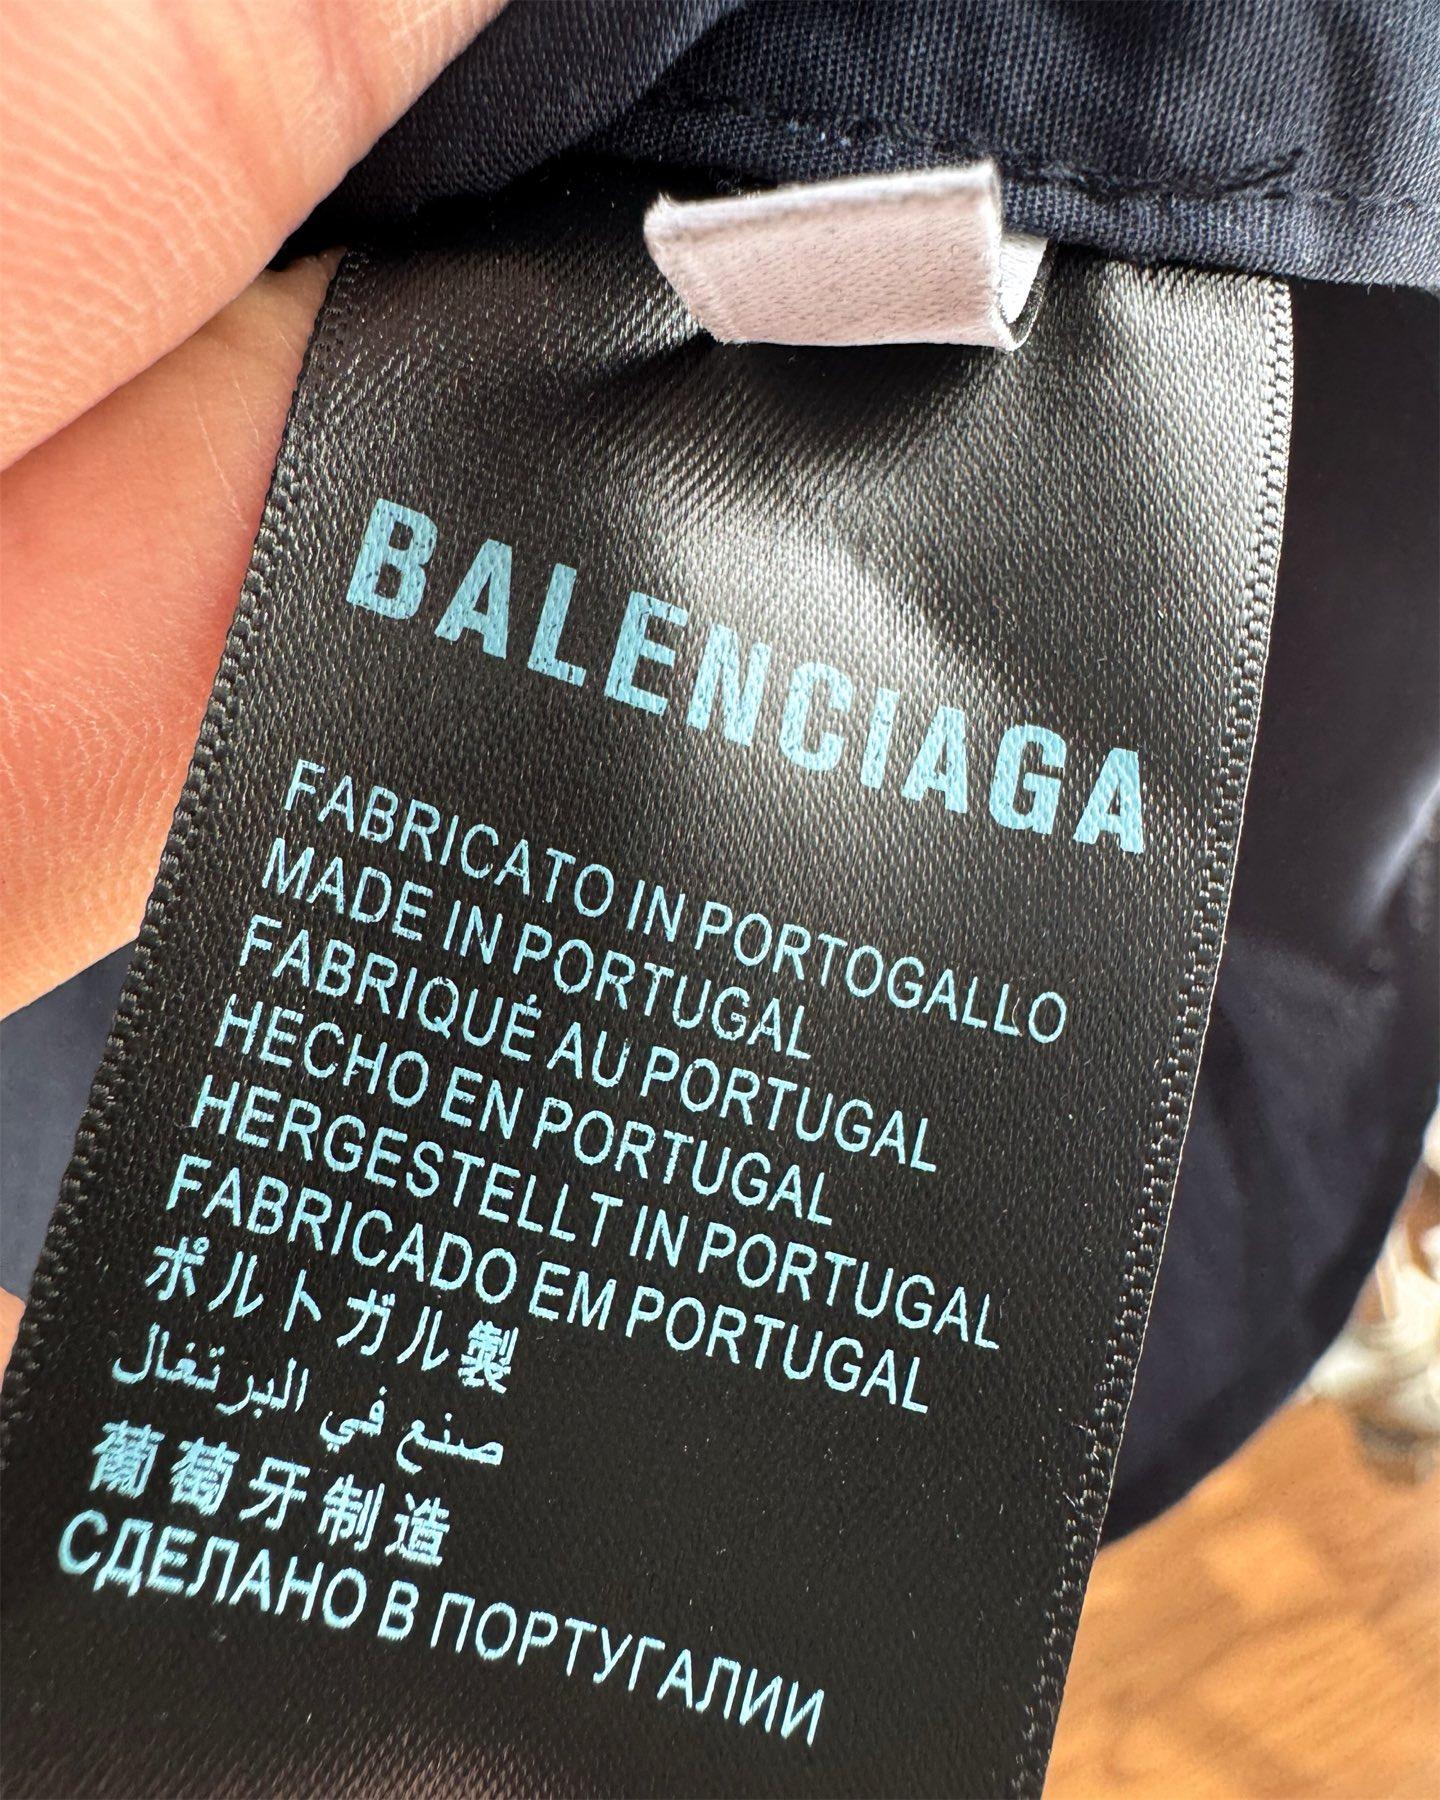 BALENCIAGA
FABRICATO IN PORTOGALLO
MADE IN PORTUGAL
FABRIQUÉ AU PORTUGAL
HECHO EN PORTUGAL
HERGESTELLT IN PORTUGAL
FABRICADO EM PORTUGAL
ポルトガル製
صنع في البرتغال
葡萄牙制造
СДЕЛАНО В ПОРТУГАЛИИ